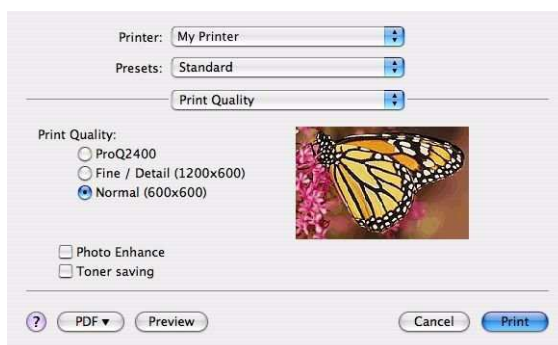 Printer: My Printer
Presets: Standard
Print Quality
Print Quality:
ProQ2400
Fine / Detail (1200x600)
Normal (600x600)
Photo Enhance
Toner saving
? PDF▼ Preview Cancel Print